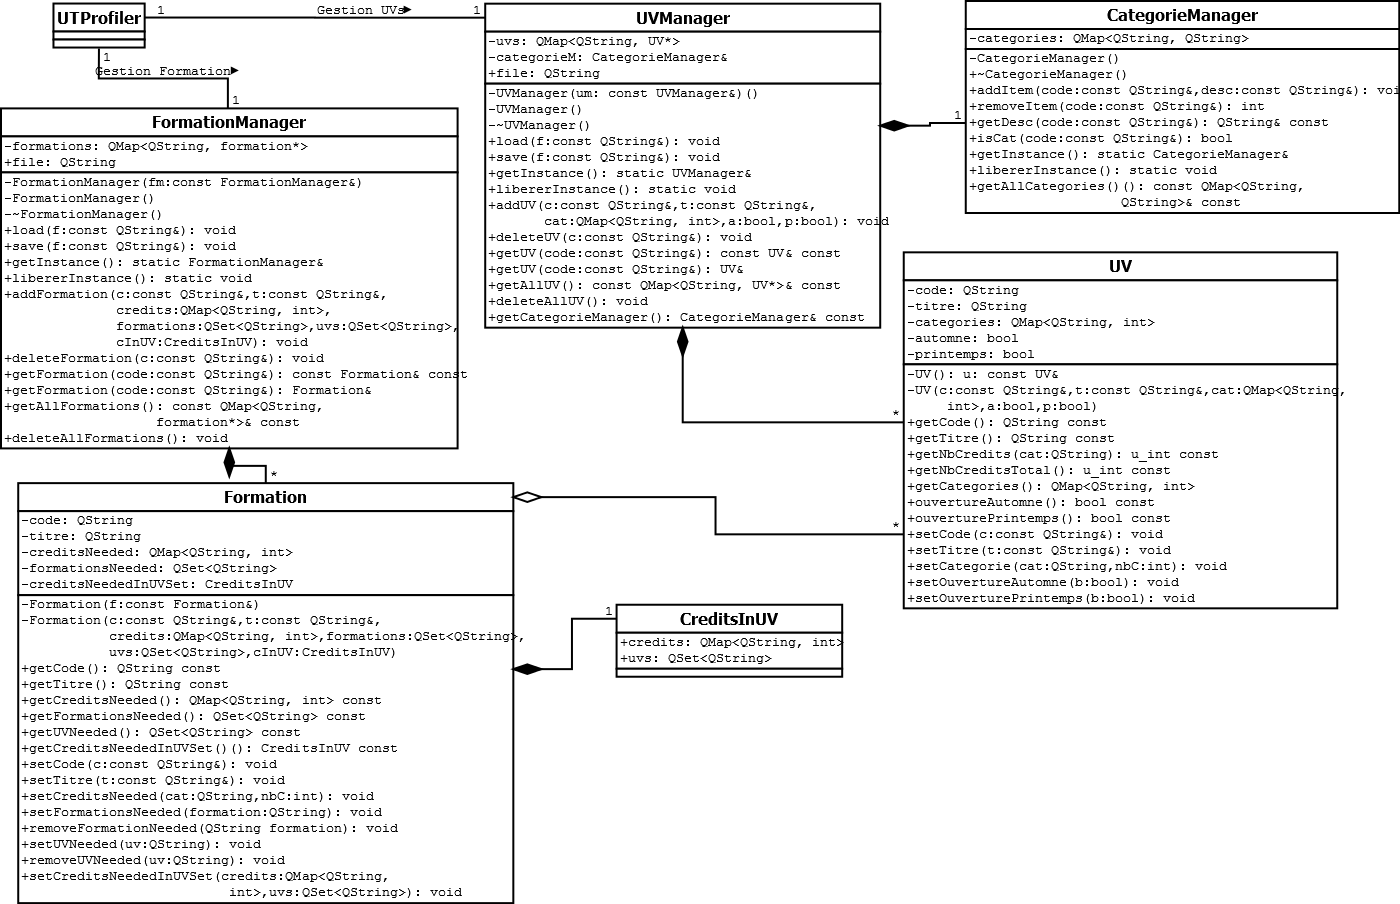 UTProfiler
1
Gestion UVs
1
1
Gestion Formation
1
FormationManager
-formations: QMap<QString, formation*>
+file: QString
-FormationManager(fm:const FormationManager&)
-FormationManager()
-~FormationManager()
+load(f:const QString&): void
+save(f:const QString&): void
+getInstance(): static FormationManager&
+libererInstance(): static void
+addFormation(c:const QString&,t:const QString&,
credits:QMap<QString, int>,
formations:QSet<QString>,uvs:QSet<QString>,
cInUV:CreditsInUV): void
+deleteFormation(c:const QString&): void
+getFormation(code:const QString&): const Formation& const
+getFormation(code:const QString&): Formation&
+getAllFormations(): const QMap<QString,
formation*>& const
+deleteAllFormations(): void
UVManager
-uvs: QMap<QString, UV*>
-categorieM: CategorieManager&
+file: QString
-UVManager(um: const UVManager&)()
-UVManager()
-~UVManager()
+load(f:const QString&): void
+save(f:const QString&): void
+getInstance(): static UVManager&
+libererInstance(): static void
+addUV(c:const QString&,t:const QString&,
cat:QMap<QString, int>,a:bool,p:bool): void
+deleteUV(c:const QString&): void
+getUV(code:const QString&): const UV& const
+getUV(code:const QString&): UV&
+getAllUV(): const QMap<QString, UV*>& const
+deleteAllUV(): void
+getCategorieManager(): CategorieManager& const
1
CategorieManager
-categories: QMap<QString, QString>
-CategorieManager()
+~CategorieManager()
+addItem(code:const QString&,desc:const QString&): voi
+removeItem(code:const QString&): int
+getDesc(code:const QString&): QString& const
+isCat(code:const QString&): bool
+getInstance(): static CategorieManager&
+libererInstance(): static void
+getAllCategories()(): const QMap<QString,
QString>& const
*
*
UV
-code: QString
-titre: QString
-categories: QMap<QString, int>
-automne: bool
-printemps: bool
-UV(): u: const UV&
-UV(c:const QString&,t:const QString&,cat:QMap<QString,
int>,a:bool,p:bool)
+getCode(): QString const
+getTitre(): QString const
+getNbCredits(cat:QString): u_int const
+getNbCreditsTotal(): u_int const
+getCategories(): QMap<QString, int>
+ouvertureAutomne(): bool const
+ouverturePrintemps(): bool const
+setCode(c:const QString&): void
+setTitre(t:const QString&): void
+setCategorie(cat:QString,nbC:int): void
+setOuvertureAutomne(b:bool): void
+setOuverturePrintemps(b:bool): void
*
Formation
-code: QString
-titre: QString
-creditsNeeded: QMap<QString, int>
-formationsNeeded: QSet<QString>
-creditsNeededInUVSet: CreditsInUV
-Formation(f:const Formation&)
-Formation(c:const QString&,t:const QString&,
credits:QMap<QString, int>,formations:QSet<QString>,
uvs:QSet<QString>,cInUV:CreditsInUV)
+getCode(): QString const
+getTitre(): QString const
+getCreditsNeeded(): QMap<QString, int> const
+getFormationsNeeded(): QSet<QString> const
+getUVNeeded(): QSet<QString> const
+getCreditsNeededInUVSet()(): CreditsInUV const
+setCode(c:const QString&): void
+setTitre(t:const QString&): void
+setCreditsNeeded(cat:QString,nbC:int): void
+setFormationsNeeded(formation:QString): void
+removeFormationNeeded(QString formation): void
+setUVNeeded(uv:QString): void
+removeUVNeeded(uv:QString): void
+setCreditsNeededInUVSet(credits:QMap<QString,
int>,uvs:QSet<QString>): void
1
CreditsInUV
+credits: QMap<QString, int>
+uvs: QSet<QString>